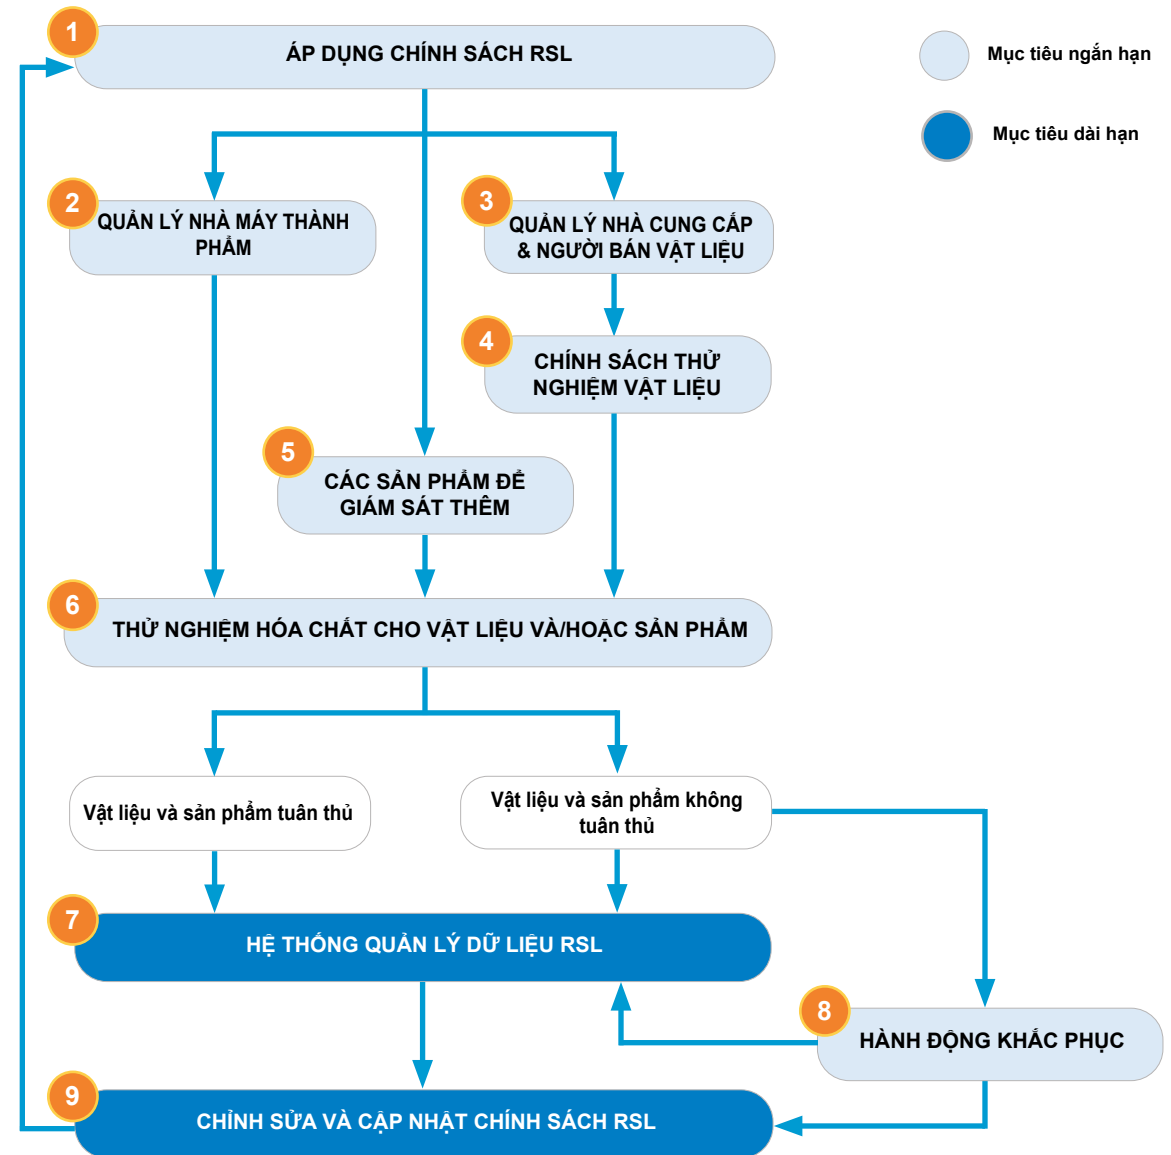 1
ÁP DỤNG CHÍNH SÁCH RSL
Mục tiêu ngắn hạn
Mục tiêu dài hạn
2
QUẢN LÝ NHÀ MÁY THÀNH
PHẨM
3
QUẢN LÝ NHÀ CUNG CẤP
& NGƯỜI BÁN VẬT LIỆU
4
CHÍNH SÁCH THỬ
NGHIỆM VẬT LIỆU
5
CÁC SẢN PHẨM ĐỂ
GIÁM SÁT THÊM
6
THỬ NGHIỆM HÓA CHẤT CHO VẬT LIỆU VÀ/HOẶC SẢN PHẨM
Vật liệu và sản phẩm tuân thủ
Vật liệu và sản phẩm không
tuân thủ
7
HỆ THỐNG QUẢN LÝ DỮ LIỆU RSL
8
HÀNH ĐỘNG KHẮC PHỤC
9
CHỈNH SỬA VÀ CẬP NHẬT CHÍNH SÁCH RSL